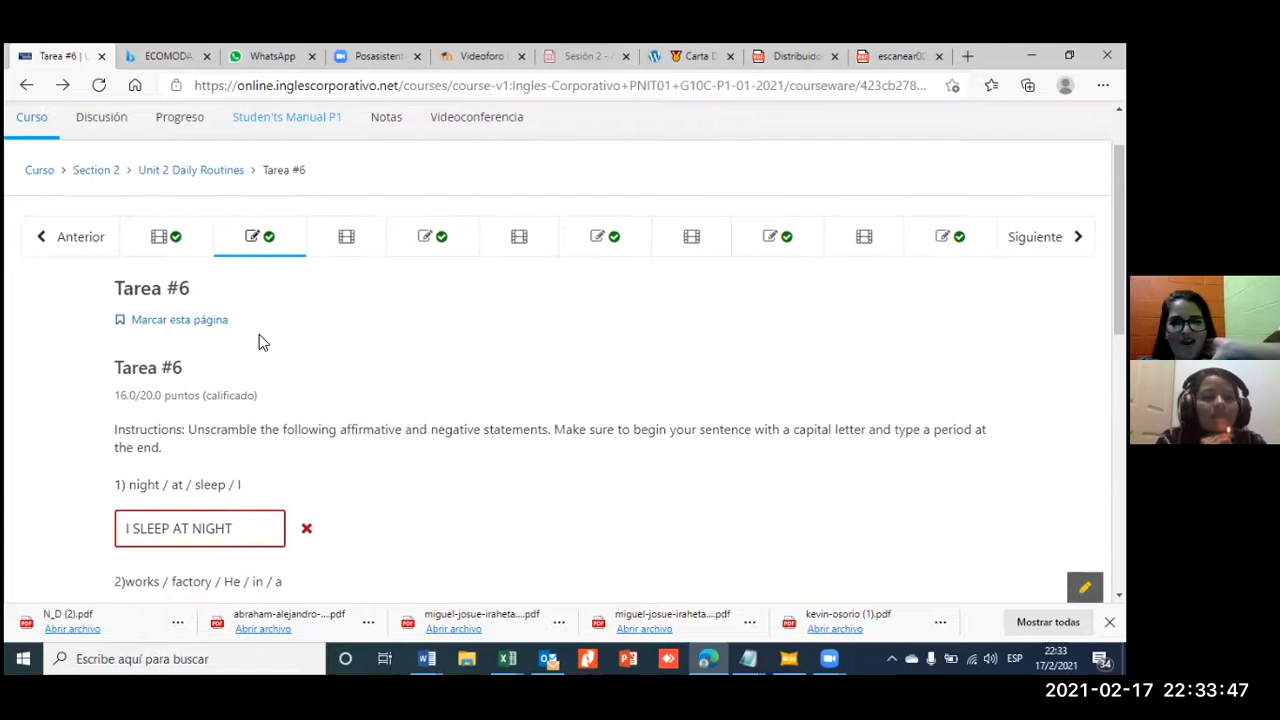 Tarea #6 |
ECOMODA
WhatsApp
Posasistent
Videoforo
Sesión 2 -
Carta D
Distribuido
escanear00
https://online.inglescorporativo.net/courses/course-v1:Ingles-Corporativo+PNIT01+G10C-P1-01-2021/courseware/423cb278...
Curso
Discusión
Progreso
Studen'ts Manual P1
Notas
Videoconferencia
Curso > Section 2 > Unit 2 Daily Routines > Tarea #6
Anterior
Siguiente
Tarea #6
Marcar esta página
Tarea #6
16.0/20.0 puntos (calificado)
Instructions: Unscramble the following affirmative and negative statements. Make sure to begin your sentence with a capital letter and type a period at
the end.
1) night / at / sleep / I
I SLEEP AT NIGHT
2)works / factory / He / in / a
N_D (2).pdf
Abrir archivo
abraham-alejandro-....pdf
Abrir archivo
miguel-josue-iraheta....pdf
Abrir archivo
miguel-josue-iraheta....pdf
Abrir archivo
kevin-osorio (1).pdf
Abrir archivo
Mostrar todas
Escribe aquí para buscar
ESP
22:33
17/2/2021
34
2021-02-17 22:33:47